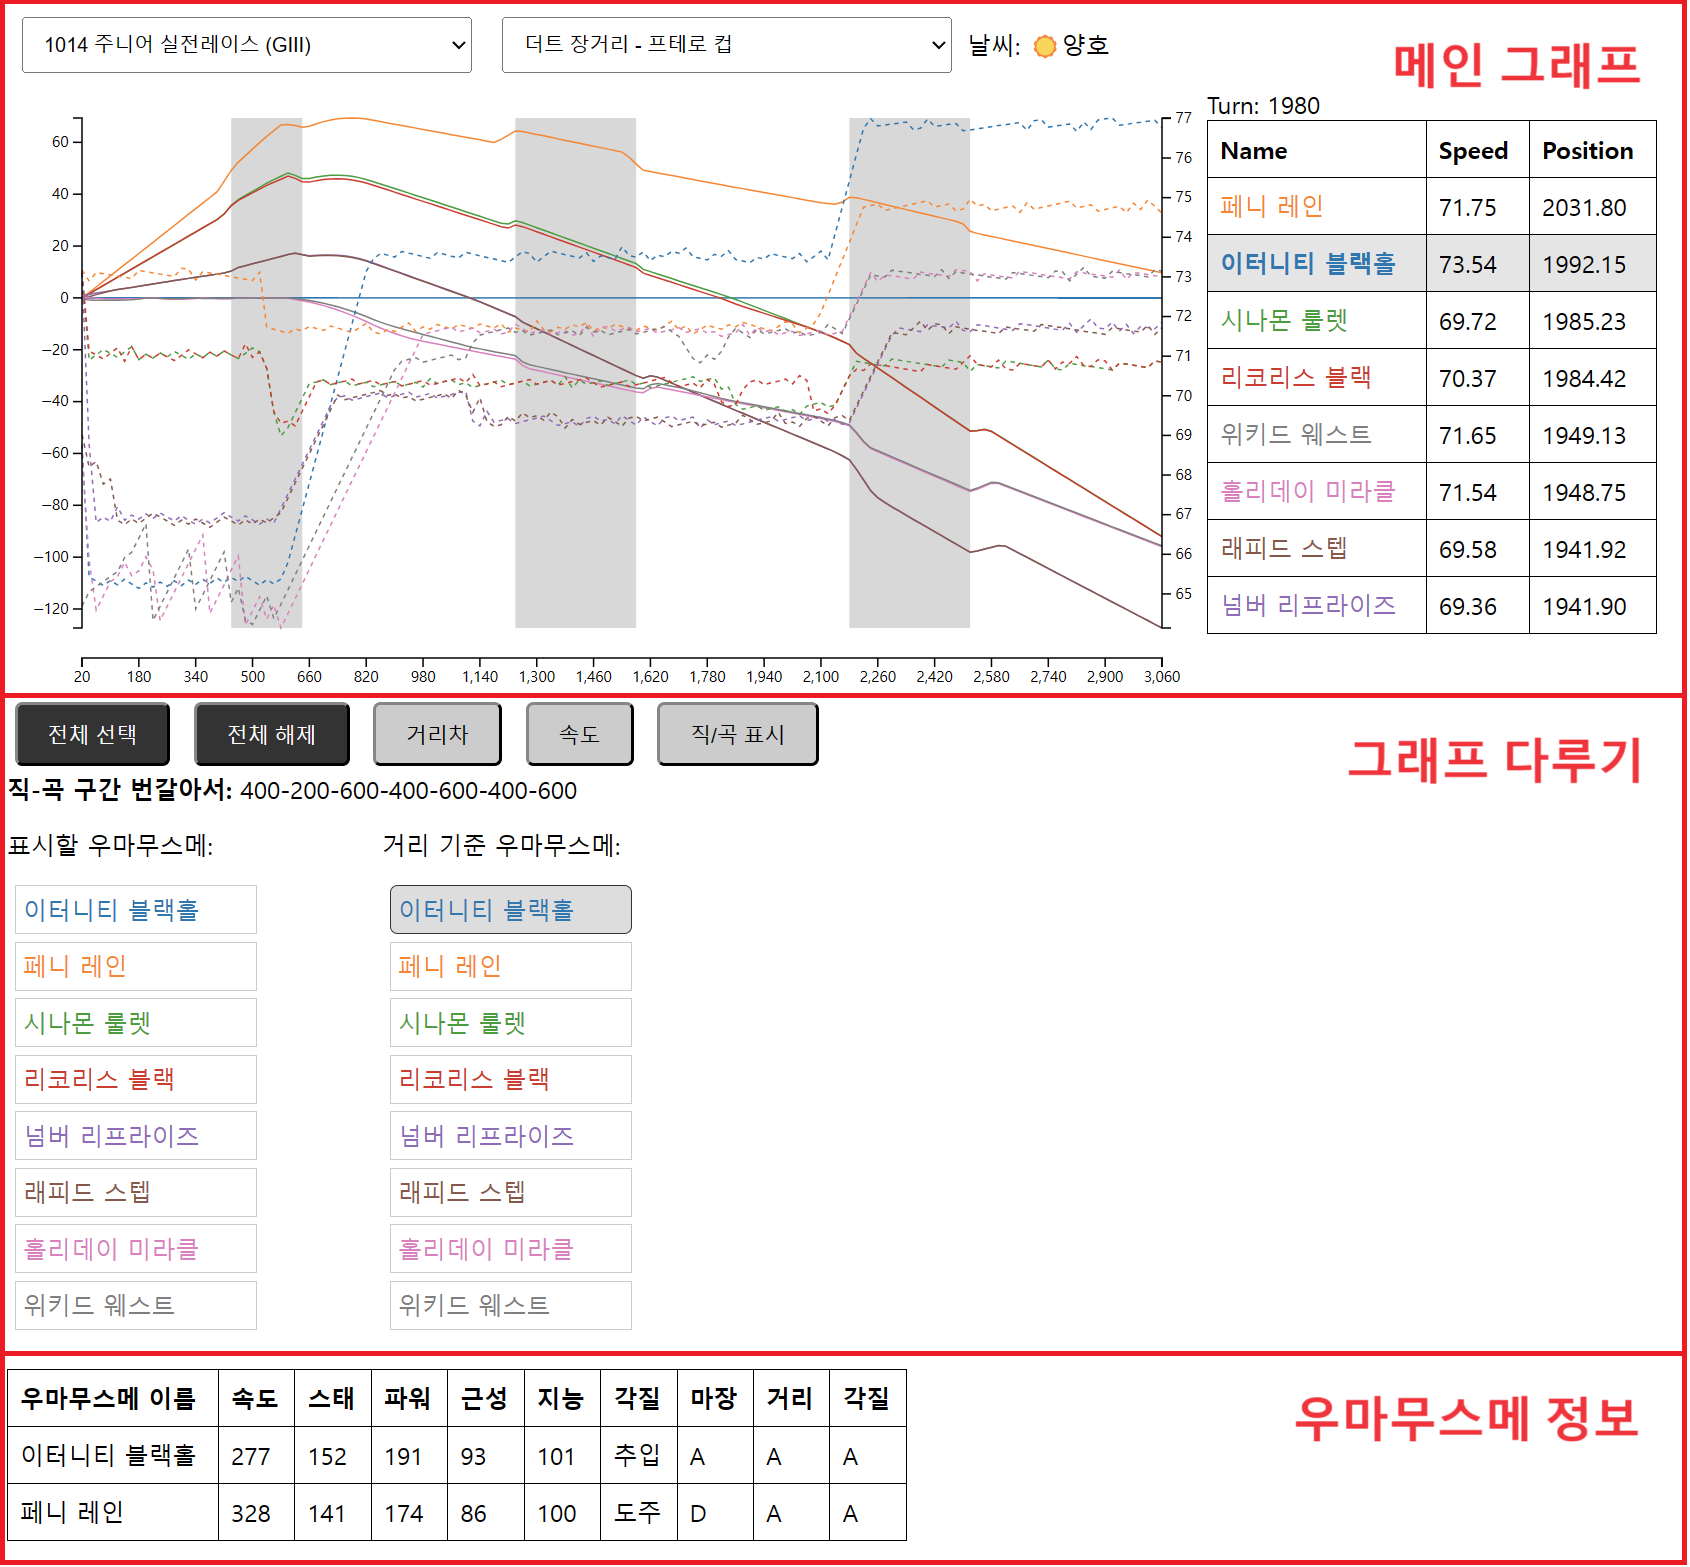 1014 주니어 실전레이스 (GIII)
더트 장거리 - 프테로 컵
날씨: 양호
메인 그래프
Turn: 1980
Name Speed Position
페니 레인 71.75 2031.80
이터니티 블랙홀 73.54 1992.15
시나몬 룰렛 69.72 1985.23
리코리스 블랙 70.37 1984.42
위키드 웨스트 71.65 1949.13
홀리데이 미라클 71.54 1948.75
래피드 스텝 69.58 1941.92
넘버 리프라이즈 69.36 1941.90
60
40
20
0
−20
−40
−60
−80
−100
−120
77
76
75
74
73
72
71
70
69
68
67
66
65
20 180 340 500 660 820 980 1,140 1,300 1,460 1,620 1,780 1,940 2,100 2,260 2,420 2,580 2,740 2,900 3,060
전체 선택 전체 해제 거리차 속도 직/곡 표시
그래프 다루기
직-곡 구간 번갈아서: 400-200-600-400-600-400-600
표시할 우마무스메:
이터니티 블랙홀
페니 레인
시나몬 룰렛
리코리스 블랙
넘버 리프라이즈
래피드 스텝
홀리데이 미라클
위키드 웨스트
거리 기준 우마무스메:
이터니티 블랙홀
페니 레인
시나몬 룰렛
리코리스 블랙
넘버 리프라이즈
래피드 스텝
홀리데이 미라클
위키드 웨스트
우마무스메 정보
우마무스메 이름 속도 스태 파워 근성 지능 각질 마장 거리 각질
이터니티 블랙홀 277 152 191 93 101 추입 A A A
페니 레인 328 141 174 86 100 도주 D A A